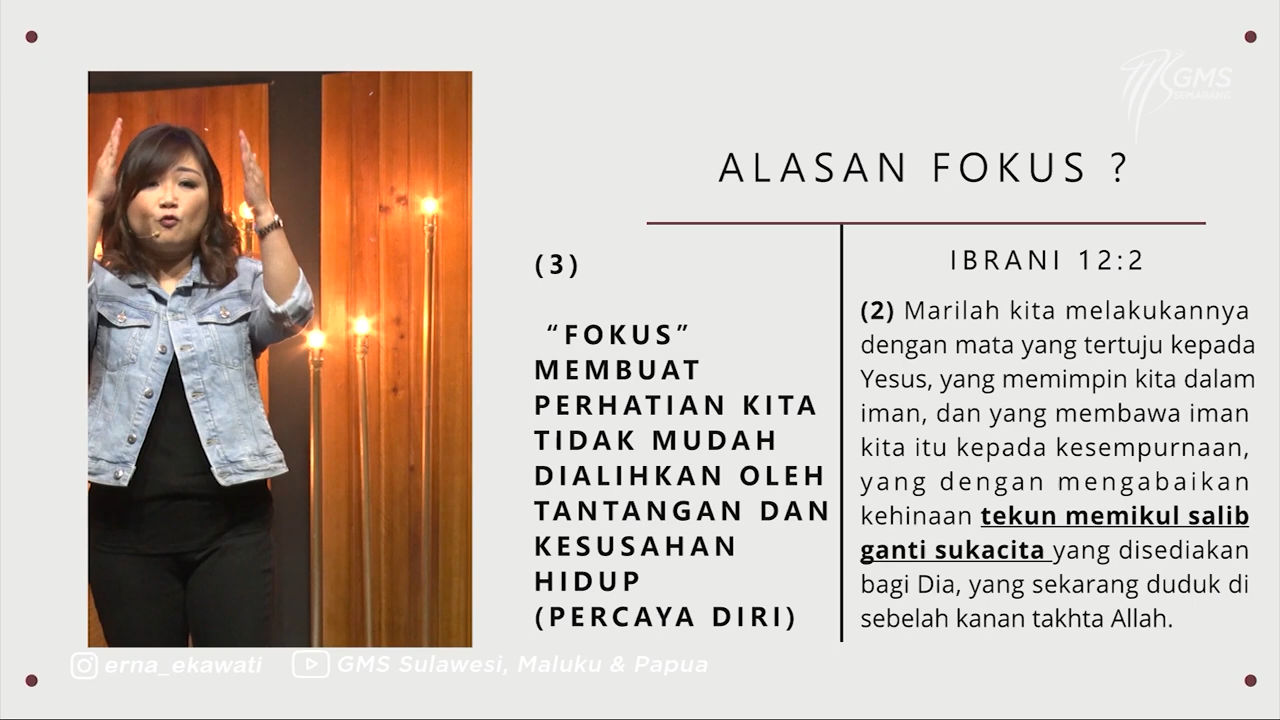 GMS
SEMARANG
ALASAN FOKUS ?
(3)
“FOKUS”
MEMBUAT
PERHATIAN KITA
TIDAK MUDAH
DIALIHKAN OLEH
TANTANGAN DAN
KESUSAHAN
HIDUP
(PERCAYA DIRI)
IBRANI 12:2
(2) Marilah kita melakukannya
dengan mata yang tertuju kepada
Yesus, yang memimpin kita dalam
iman, dan yang membawa iman
kita itu kepada kesempurnaan,
yang dengan mengabaikan
kehinaan tekun memikul salib
ganti sukacita yang disediakan
bagi Dia, yang sekarang duduk di
sebelah kanan takhta Allah.
erna_ekawati
GMS Sulawesi, Maluku & Papua